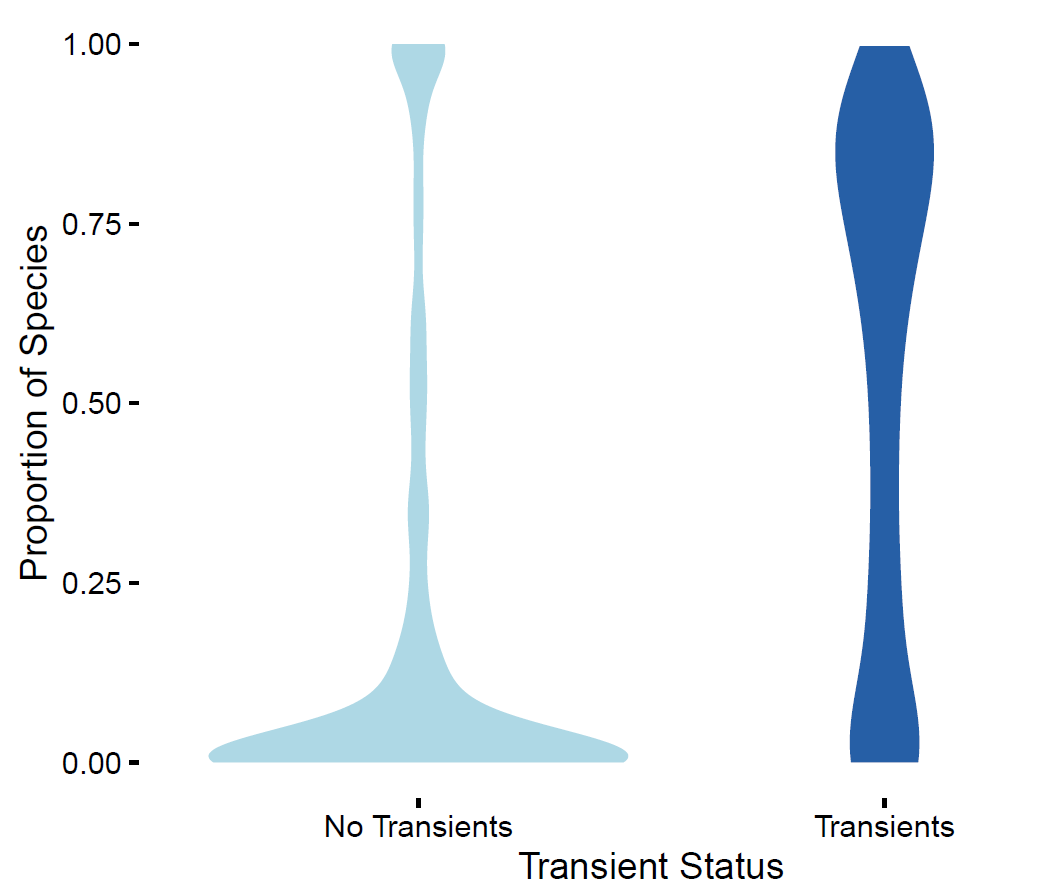 Proportion of Species
1.00
0.75
0.50
0.25
0.00
No Transients
Transients
Transient Status